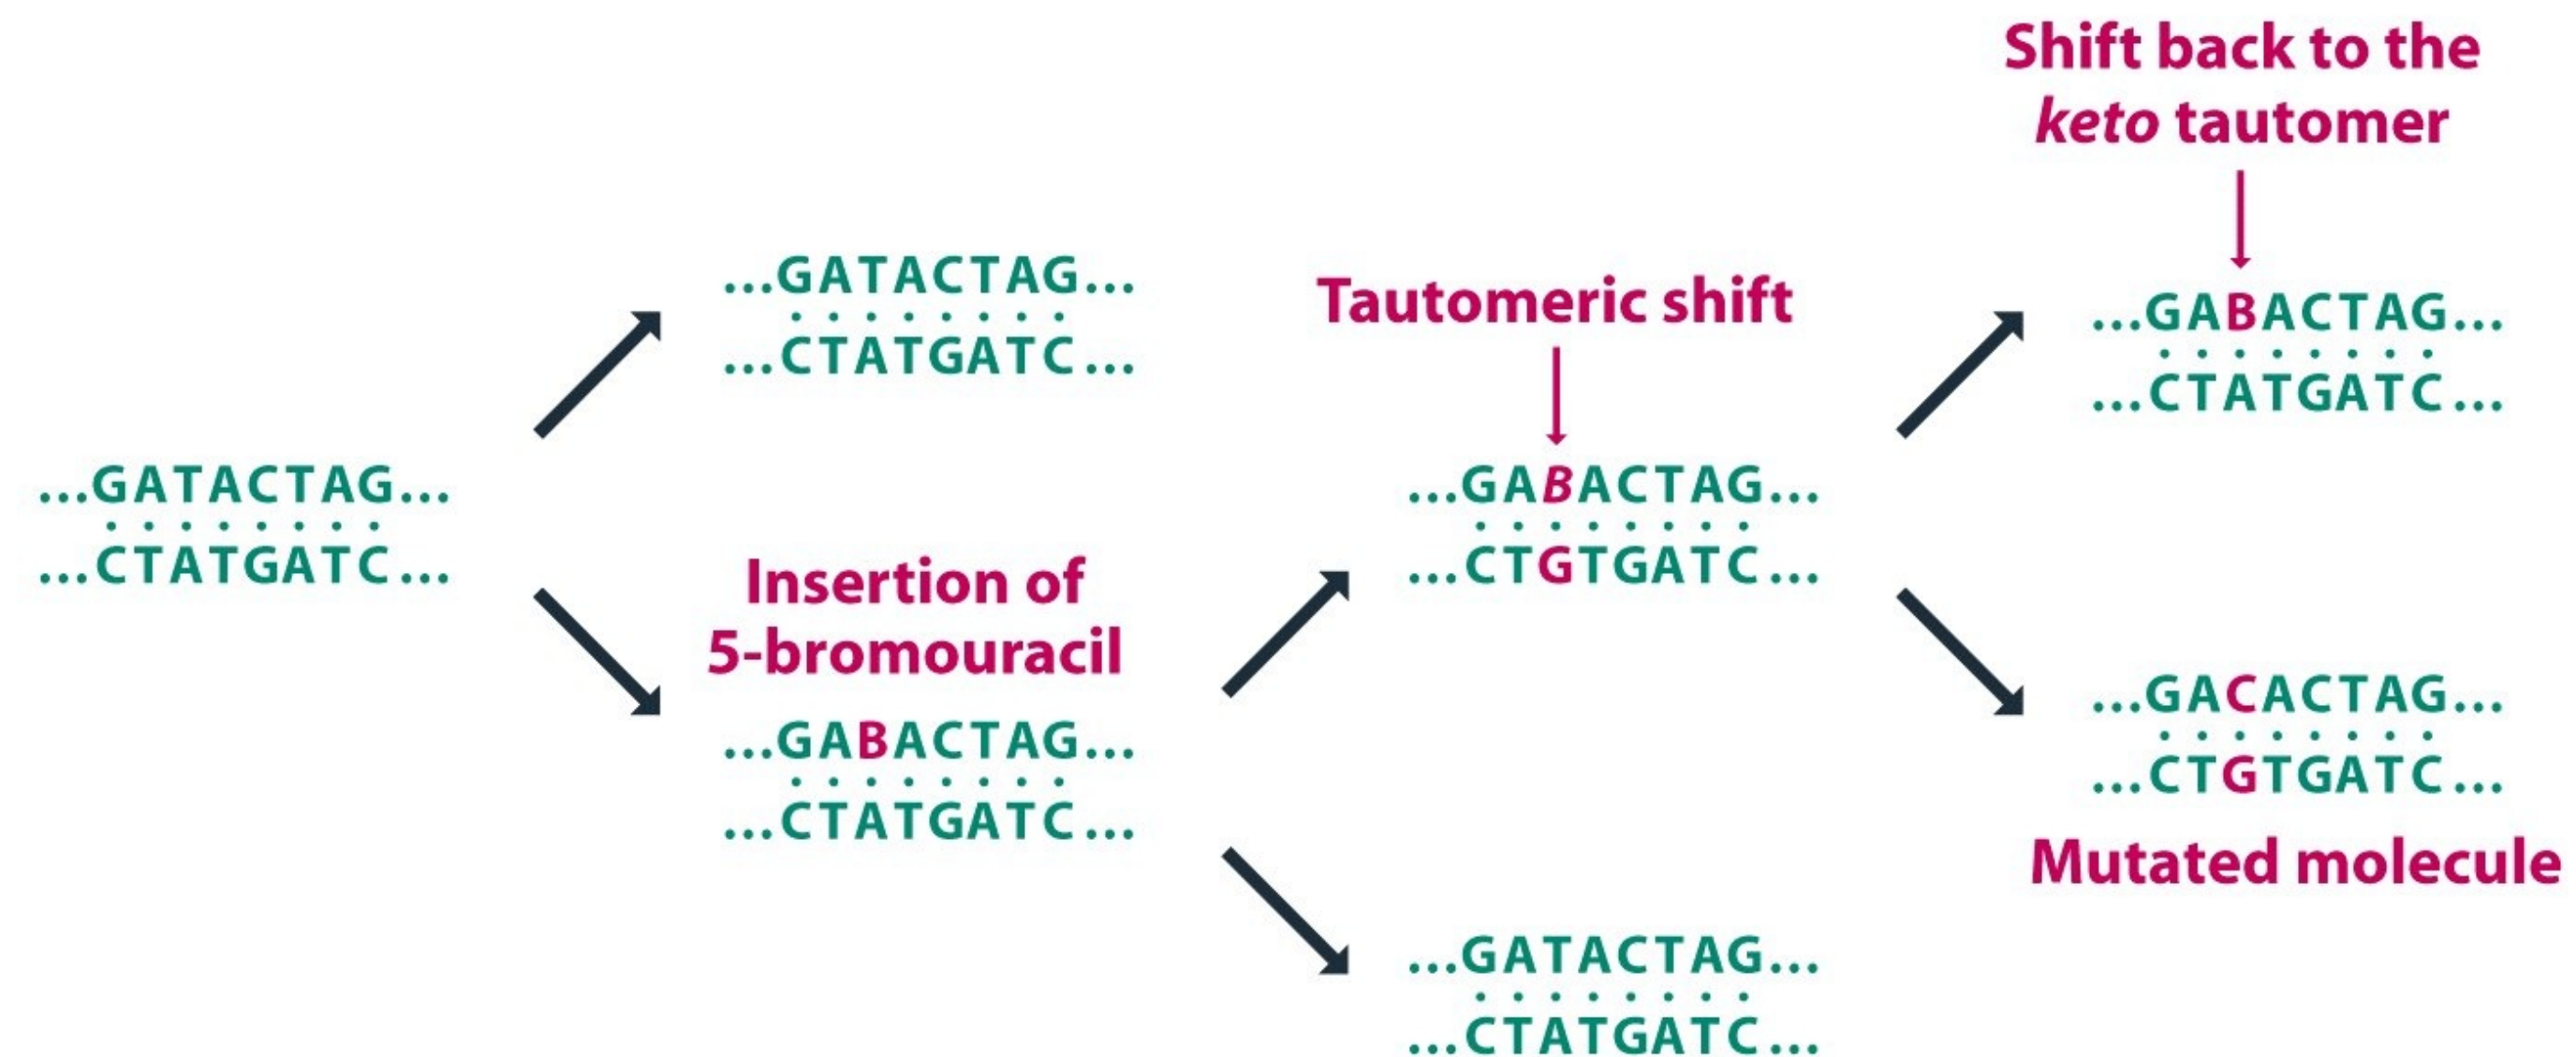 ...GATACTAG...
...CTATGATC...
...GATACTAG...
...CTATGATC...
Insertion of
5-bromouracil
...GABACTAG...
...CTATGATC...
Tautomeric shift
...GABACTAG...
...CTGTGATC...
...GATACTAG...
...CTATGATC...
Shift back to the
keto tautomer
...GABACTAG...
...CTATGATC...
...GACACTAG...
...CTGTGATC...
Mutated molecule